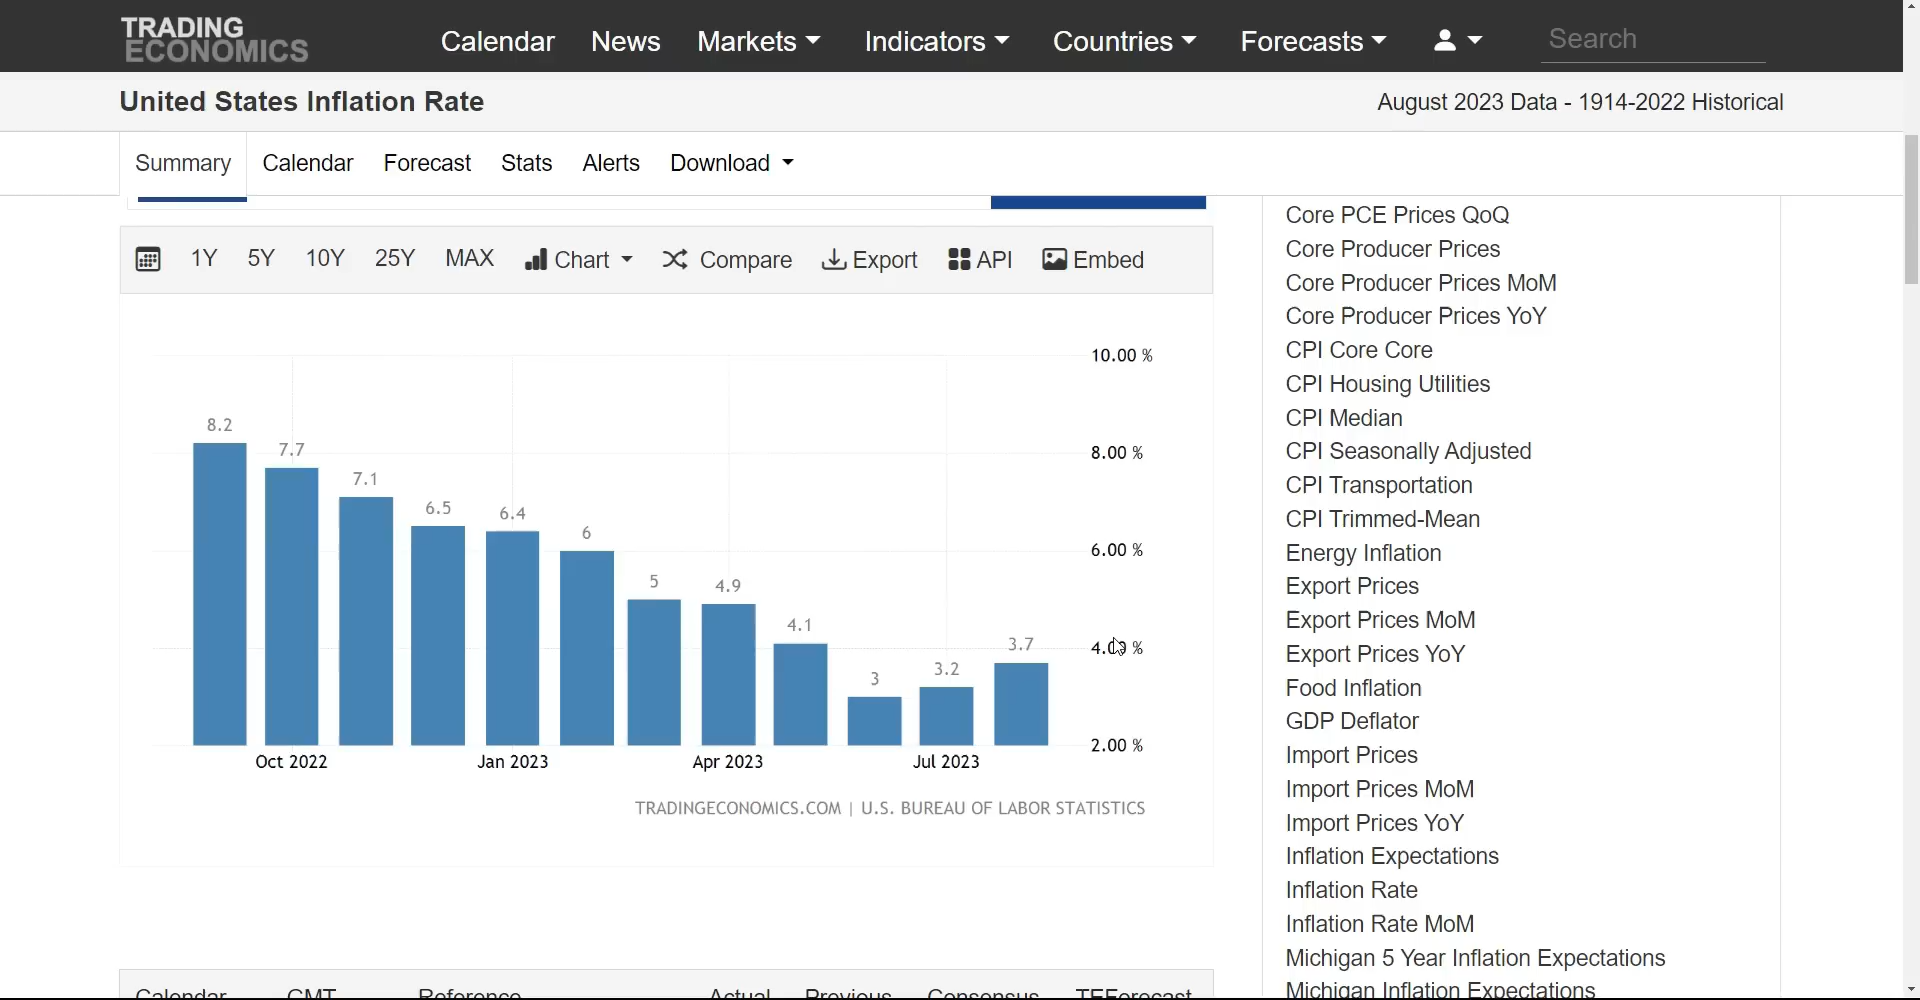 TRADING
ECONOMICS
Calendar News Markets Indicators Countries Forecasts Search
United States Inflation Rate
August 2023 Data - 1914-2022 Historical
Summary Calendar Forecast Stats Alerts Download
1Y 5Y 10Y 25Y MAX Chart Compare Export API Embed
10.00 %
8.00 %
6.00 %
4.00 %
2.00 %
8.2
7.7
7.1
6.5
6.4
6
5
4.9
4.1
3
3.2
3.7
Oct 2022 Jan 2023 Apr 2023 Jul 2023
TRADINGECONOMICS.COM | U.S. BUREAU OF LABOR STATISTICS
Calendar GMT Reference Actual Previous Consensus TEForecast
Core PCE Prices QoQ
Core Producer Prices
Core Producer Prices MoM
Core Producer Prices YoY
CPI Core Core
CPI Housing Utilities
CPI Median
CPI Seasonally Adjusted
CPI Transportation
CPI Trimmed-Mean
Energy Inflation
Export Prices
Export Prices MoM
Export Prices YoY
Food Inflation
GDP Deflator
Import Prices
Import Prices MoM
Import Prices YoY
Inflation Expectations
Inflation Rate
Inflation Rate MoM
Michigan 5 Year Inflation Expectations
Michigan Inflation Expectations